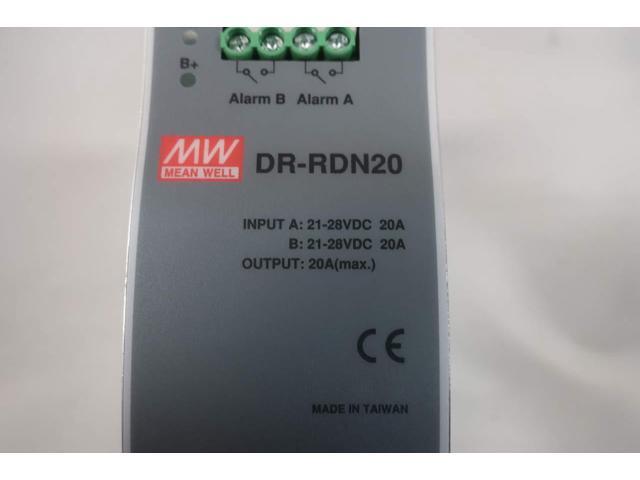 B+
Alarm B Alarm A
MW
MEAN WELL
DR-RDN20
INPUT A: 21-28VDC 20A
B: 21-28VDC 20A
OUTPUT: 20A(max.)
CE
MADE IN TAIWAN